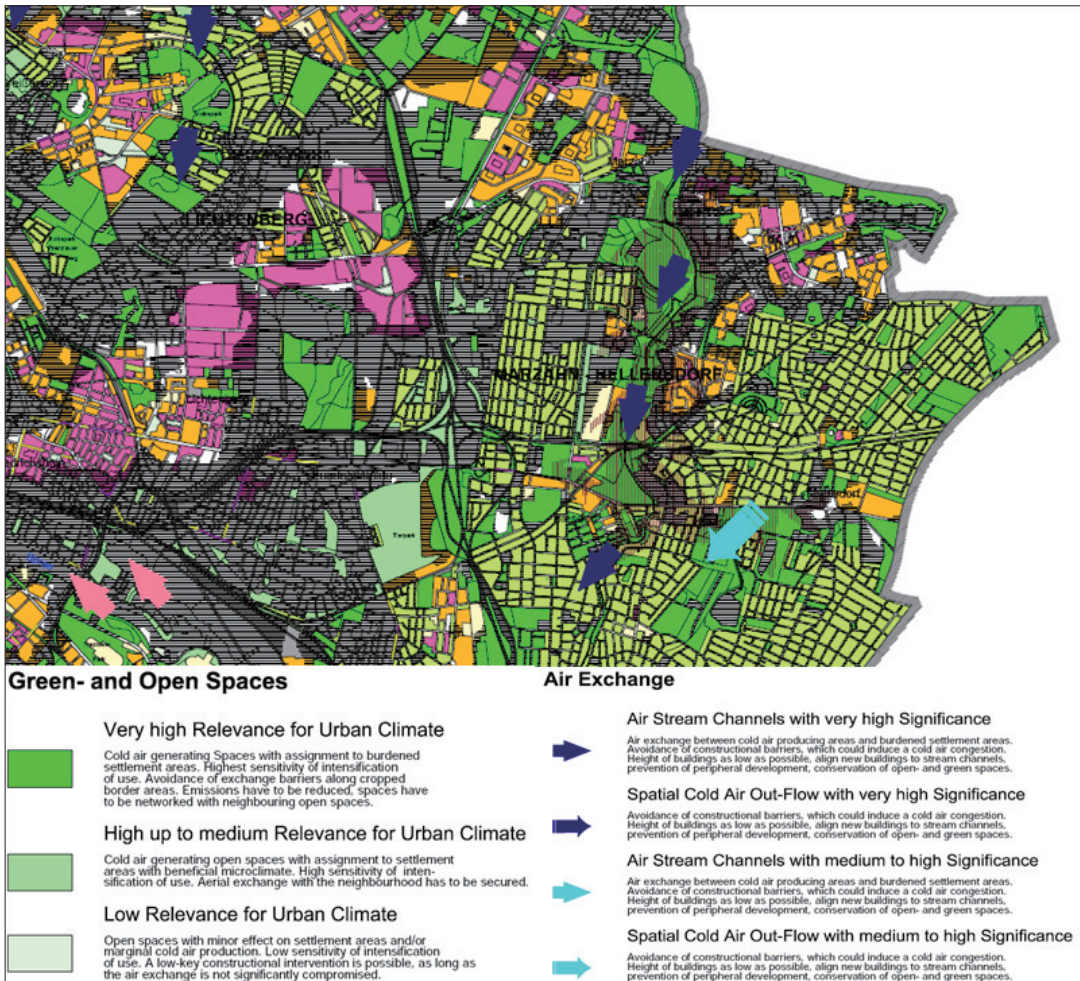 LICHTENBERG
MARZAHN - HELLERSDORF
Tierpark
Green- and Open Spaces
Very high Relevance for Urban Climate
Cold air generating Spaces with assignment to burdened
settlement areas. Highest sensitivity of intensification
of use. Avoidance of exchange barriers along cropped
border areas. Emissions have to be reduced, spaces have
to be networked with neighbouring open spaces.
High up to medium Relevance for Urban Climate
Cold air generating open spaces with assignment to settlement
areas with beneficial microclimate. High sensitivity of inten-
sification of use. Aerial exchange with the neighbourhood has to be secured.
Low Relevance for Urban Climate
Open spaces with minor effect on settlement areas and/or
marginal cold air production. Low sensitivity of intensification
of use. A low-key constructional intervention is possible, as long as
the air exchange is not significantly compromised.
Air Exchange
Air Stream Channels with very high Significance
Air exchange between cold air producing areas and burdened settlement areas.
Avoidance of constructional barriers, which could induce a cold air congestion.
Height of buildings as low as possible, align new buildings to stream channels,
prevention of peripheral development, conservation of open- and green spaces.
Spatial Cold Air Out-Flow with very high Significance
Avoidance of constructional barriers, which could induce a cold air congestion.
Height of buildings as low as possible, align new buildings to stream channels,
prevention of peripheral development, conservation of open- and green spaces.
Air Stream Channels with medium to high Significance
Air exchange between cold air producing areas and burdened settlement areas.
Avoidance of constructional barriers, which could induce a cold air congestion.
Height of buildings as low as possible, align new buildings to stream channels,
prevention of peripheral development, conservation of open- and green spaces.
Spatial Cold Air Out-Flow with medium to high Significance
Avoidance of constructional barriers, which could induce a cold air congestion.
Height of buildings as low as possible, align new buildings to stream channels,
prevention of peripheral development, conservation of open- and green spaces.